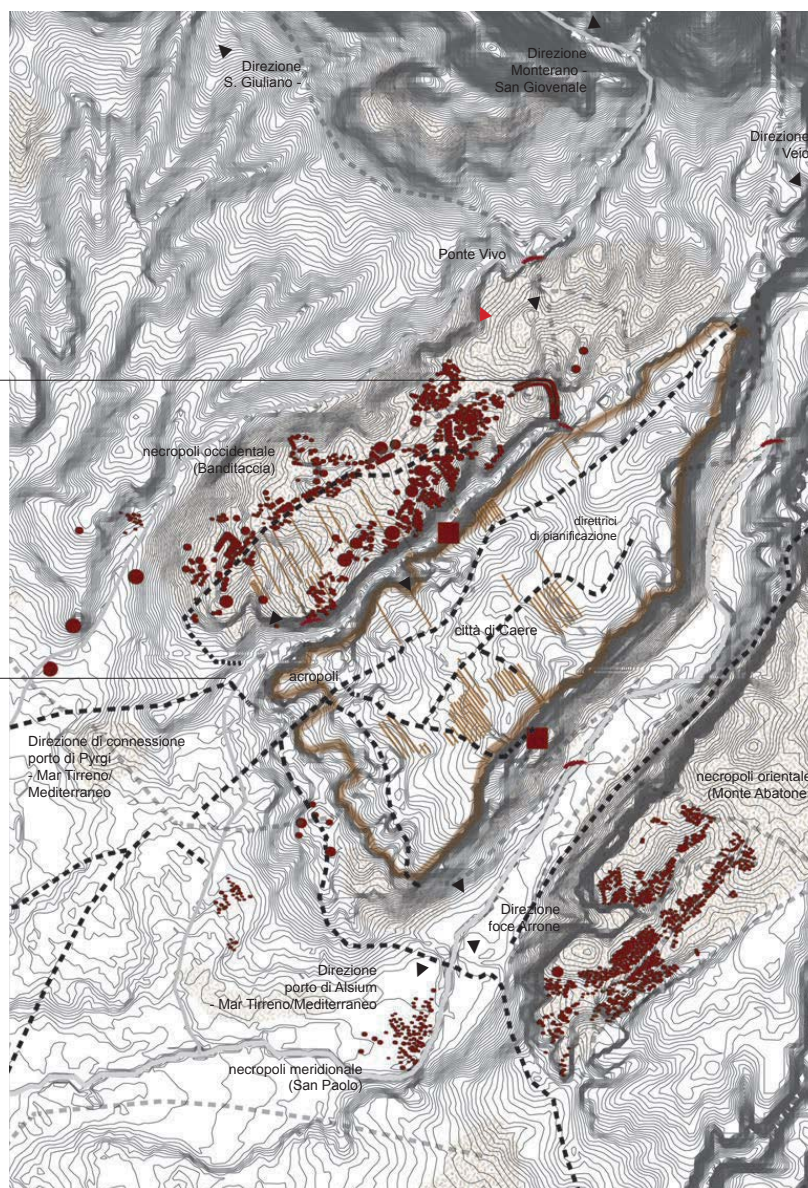 Direzione
S. Giuliano -
Direzione
Monterano -
San Giovenale
Direzione
Veio
Ponte Vivo
necropoli occidentale
(Banditaccia)
direttrici
di pianificazione
città di Caere
acropoli
Direzione di connessione
porto di Pyrgi
- Mar Tirreno/
Mediterraneo
necropoli orientale
(Monte Abatone
Direzione
foce Arrone
Direzione
porto di Alsium
- Mar Tirreno/Mediterraneo
necropoli meridionale
(San Paolo)